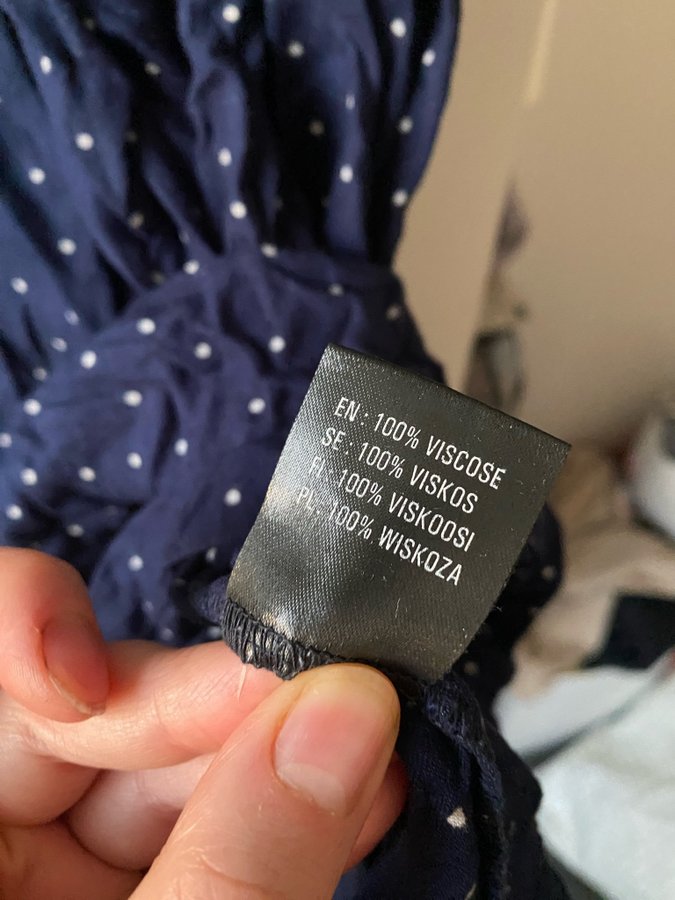 EN: 100% VISCOSE
SE: 100% VISKOS
FI: 100% VISKOOSI
PL: 100% WISKOZA